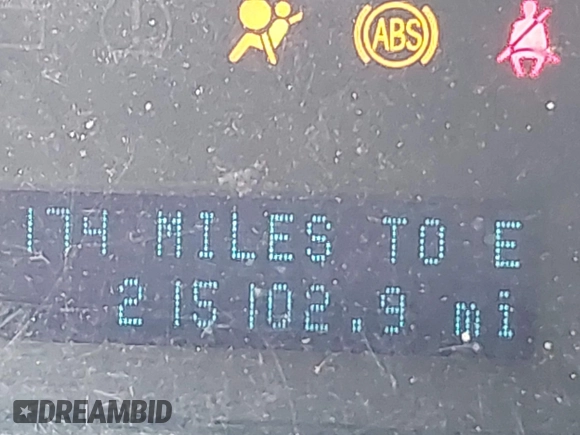 ABS
174 MILES TO E
215102.9 mi
DREAMBID